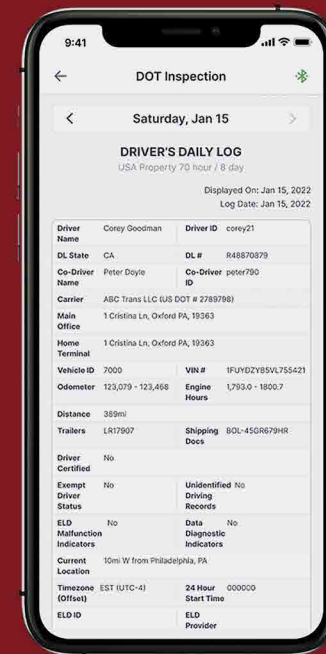 9:41
DOT Inspection
Saturday, Jan 15
DRIVER'S DAILY LOG
USA Property 70 hour / 8 day
Displayed On: Jan 15, 2022
Log Date: Jan 15, 2022
Driver Name Corey Goodman Driver ID corey21
DL State CA DL # R48870879
Co-Driver Name Peter Doyle Co-Driver ID peter790
Carrier ABC Trans LLC (US DOT # 2789798)
Main Office 1 Cristina Ln, Oxford PA, 19363
Home Terminal 1 Cristina Ln, Oxford PA, 19363
Vehicle ID 7000 VIN # 1FUYDZYB5VL755421
Odometer 123,079 - 123,468 Engine Hours 1,793.0 - 1800.7
Distance 389mi
Trailers LR17907 Shipping Docs BOL-45GR679HR
Driver Certified No
Exempt Driver Status No Unidentified Driving Records No
ELD Malfunction Indicators No Data Diagnostic Indicators No
Current Location 10mi W from Philadelphia, PA
Timezone (Offset) EST (UTC-4) 24 Hour Start Time 000000
ELD ID ELD Provider